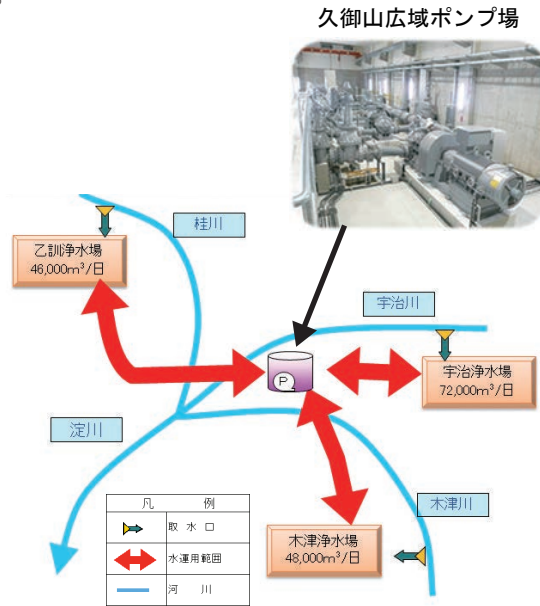 久御山広域ポンプ場
桂川
乙訓浄水場
46,000m³/日
宇治川
P
宇治浄水場
72,000m³/日
淀川
木津川
凡 例
取 水 口
水運用範囲
河 川
木津浄水場
48,000m³/日